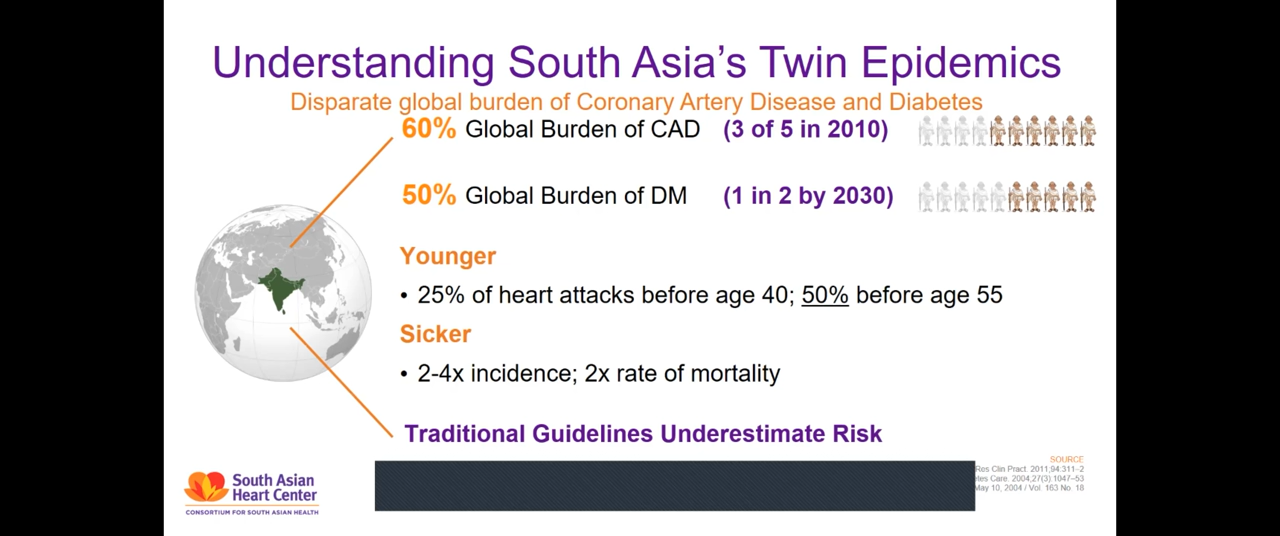 Understanding South Asia's Twin Epidemics
Disparate global burden of Coronary Artery Disease and Diabetes
60% Global Burden of CAD (3 of 5 in 2010)
50% Global Burden of DM (1 in 2 by 2030)
Younger
• 25% of heart attacks before age 40; 50% before age 55
Sicker
• 2-4x incidence; 2x rate of mortality
Traditional Guidelines Underestimate Risk
South Asian
Heart Center
CONSORTIUM FOR SOUTH ASIAN HEALTH
SOURCE
Res Clin Pract. 2011,94:311–2
Care. 2004,27(3).1047–53
May 10, 2004 / Vol. 163 No. 18